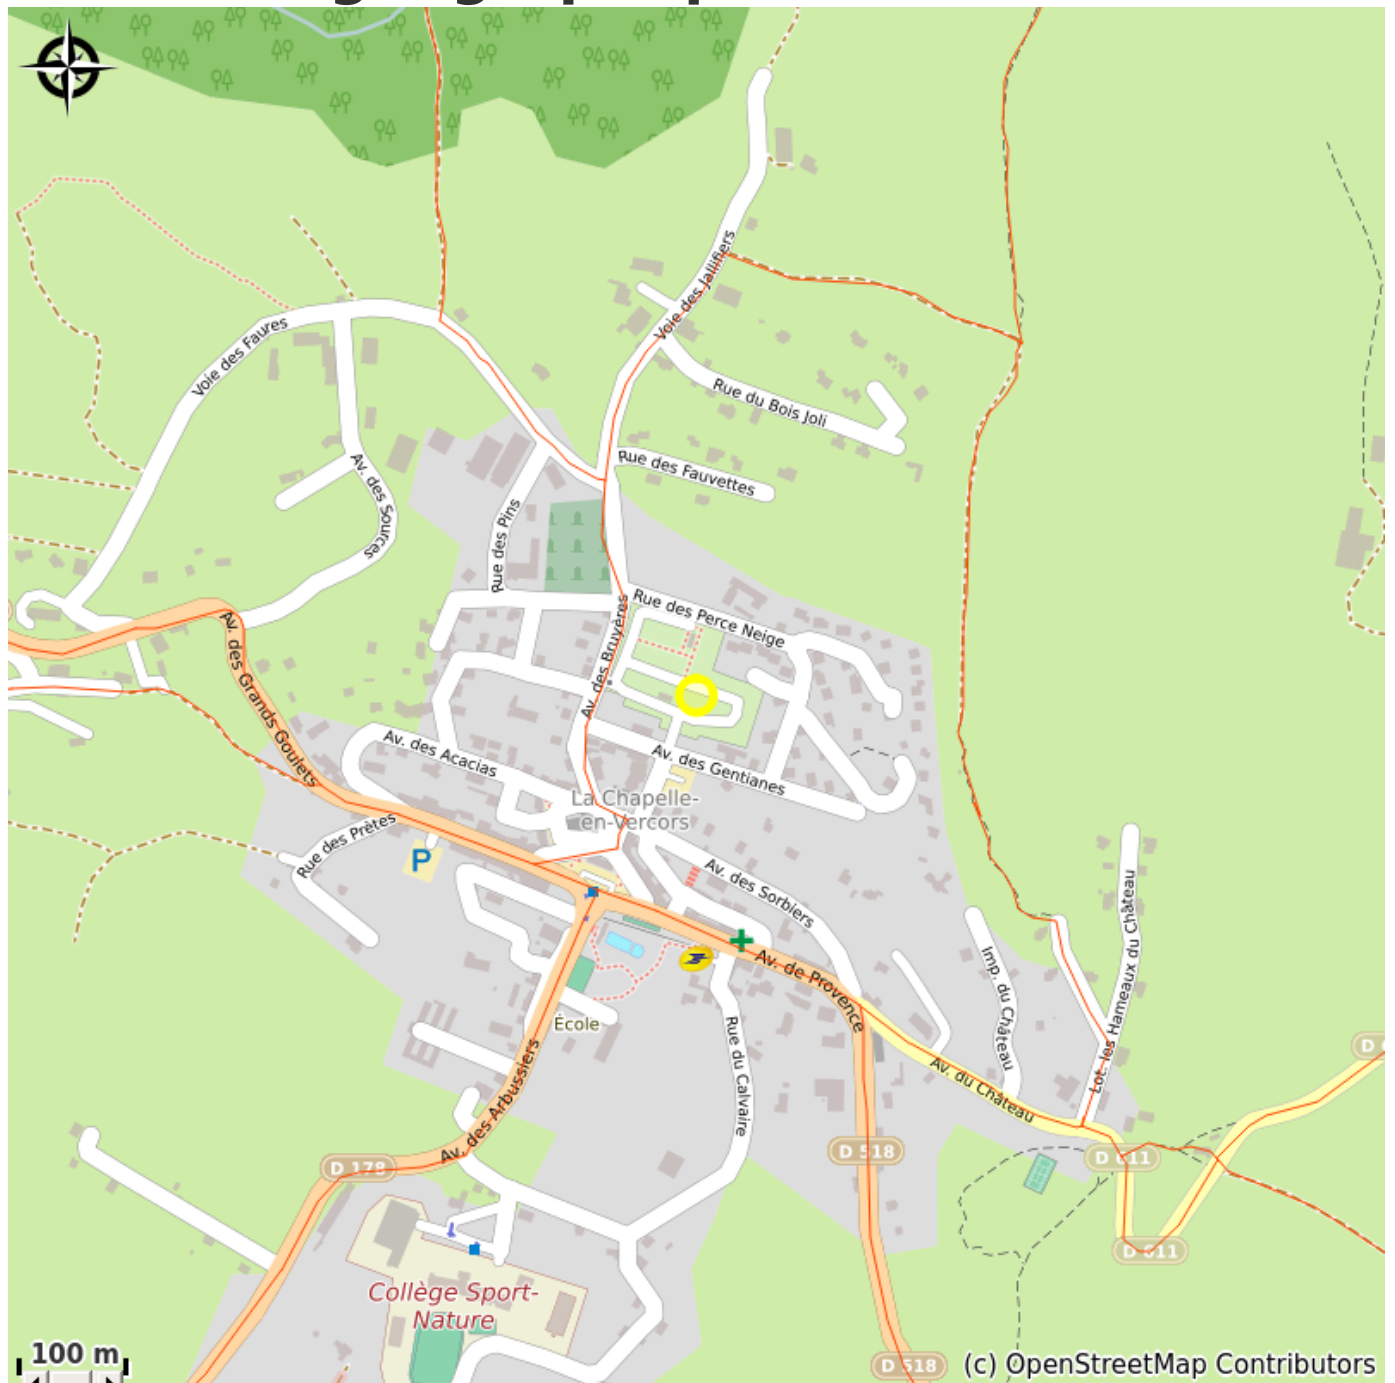 Voie des Jallifiers
Voie des Faures
Rue du Bois Joli
Rue des Fauvettes
Av. des Sources
Rue des Pins
Rue des Perce Neige
Av. des Bruyères
Av. des Grands Goulets
Av. des Acacias
Av. des Gentianes
La Chapelle-
en-Vercors
Rue des Prêtes
P
Av. des Sorbiers
Lot. les Hameaux du Château
Imp. du Château
Av. de Provence
École
Rue du Calvaire
Av. des Arbussiers
Av. du Château
D 178
D 518
D 611
D 611
Collège Sport-
Nature
100 m
D 518
(c) OpenStreetMap Contributors